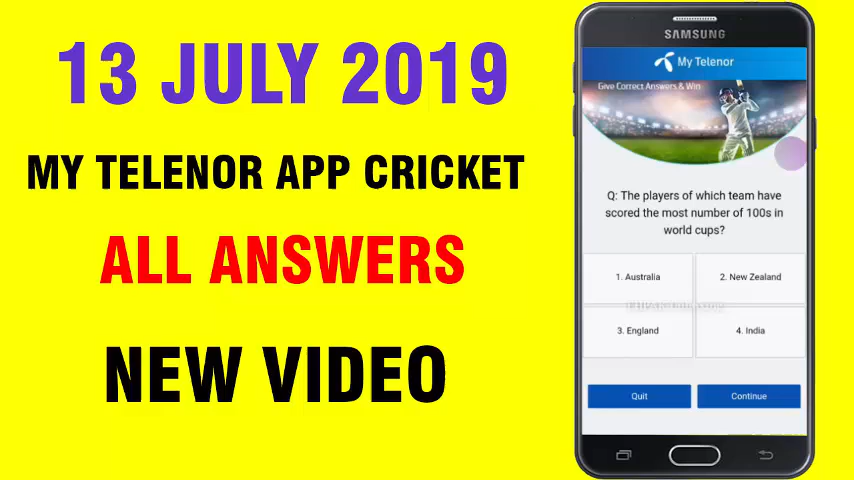 13 JULY 2019
MY TELENOR APP CRICKET
ALL ANSWERS
NEW VIDEO
SAMSUNG
My Telenor
Give Correct Answers & Win
Q: The players of which team have
scored the most number of 100s in
world cups?
1. Australia
2. New Zealand
3. England
4. India
Quit
Continue